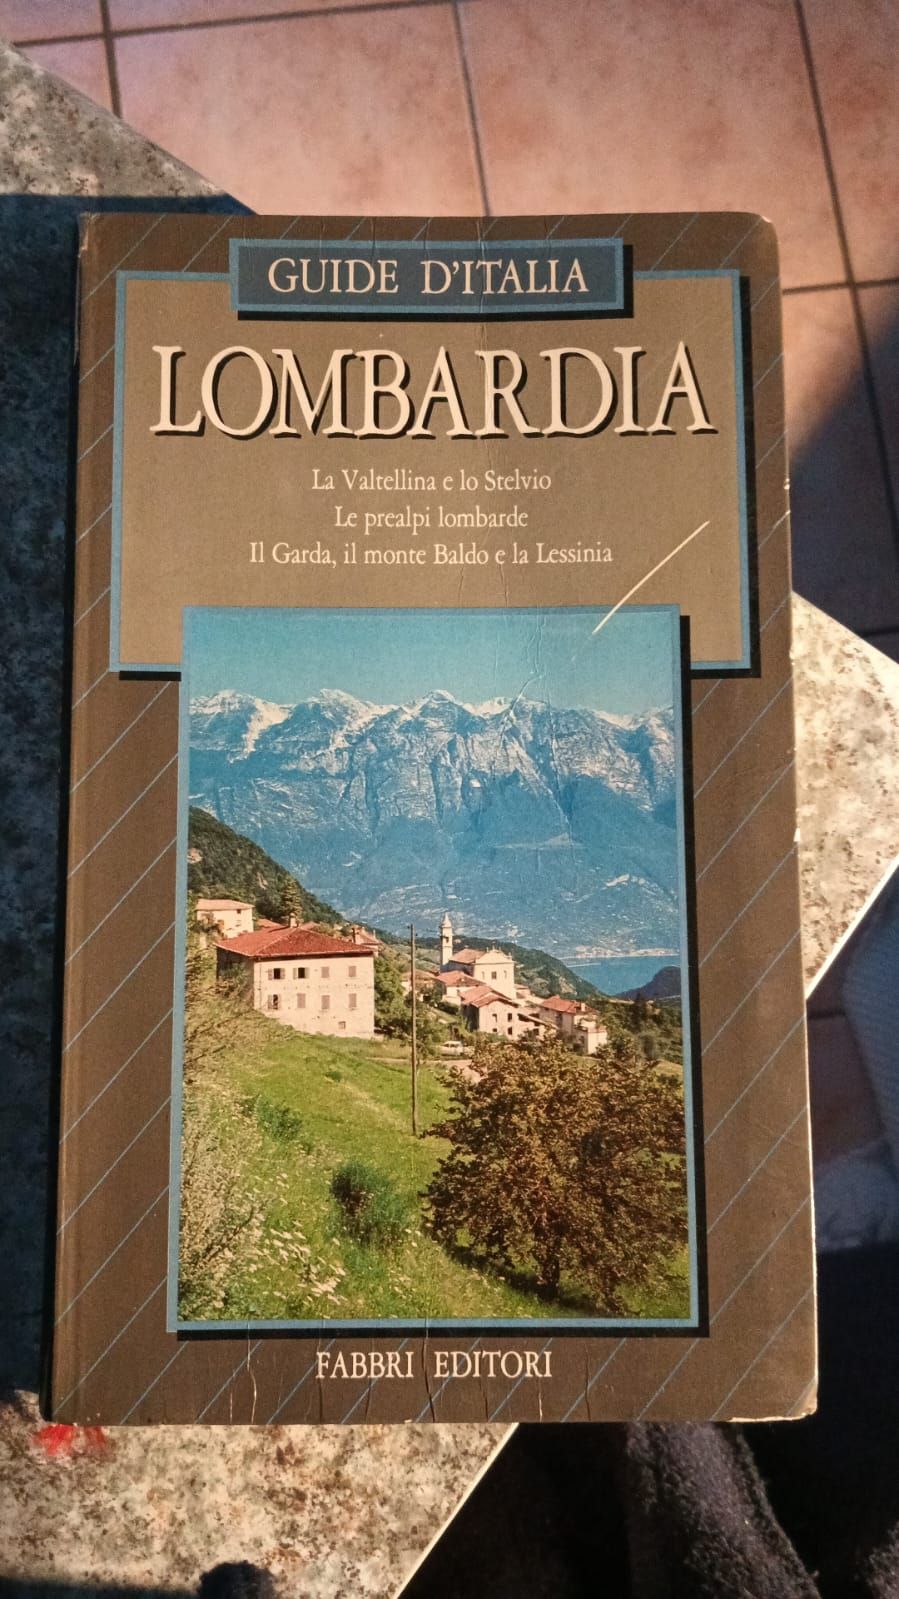 GUIDE D'ITALIA
LOMBARDIA
La Valtellina e lo Stelvio
Le prealpi lombarde
Il Garda, il monte Baldo e la Lessinia
FABBRI EDITORI